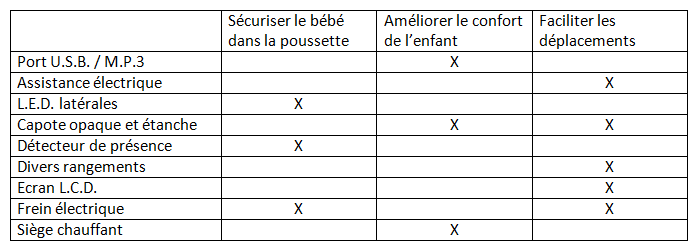 Sécuriser le bébé dans la poussette | Améliorer le confort de l'enfant | Faciliter les déplacements
Port U.S.B. / M.P.3 X
Assistance électrique X
L.E.D. latérales X
Capote opaque et étanche X X
Détecteur de présence X
Divers rangements X
Ecran L.C.D. X
Frein électrique X X
Siège chauffant X